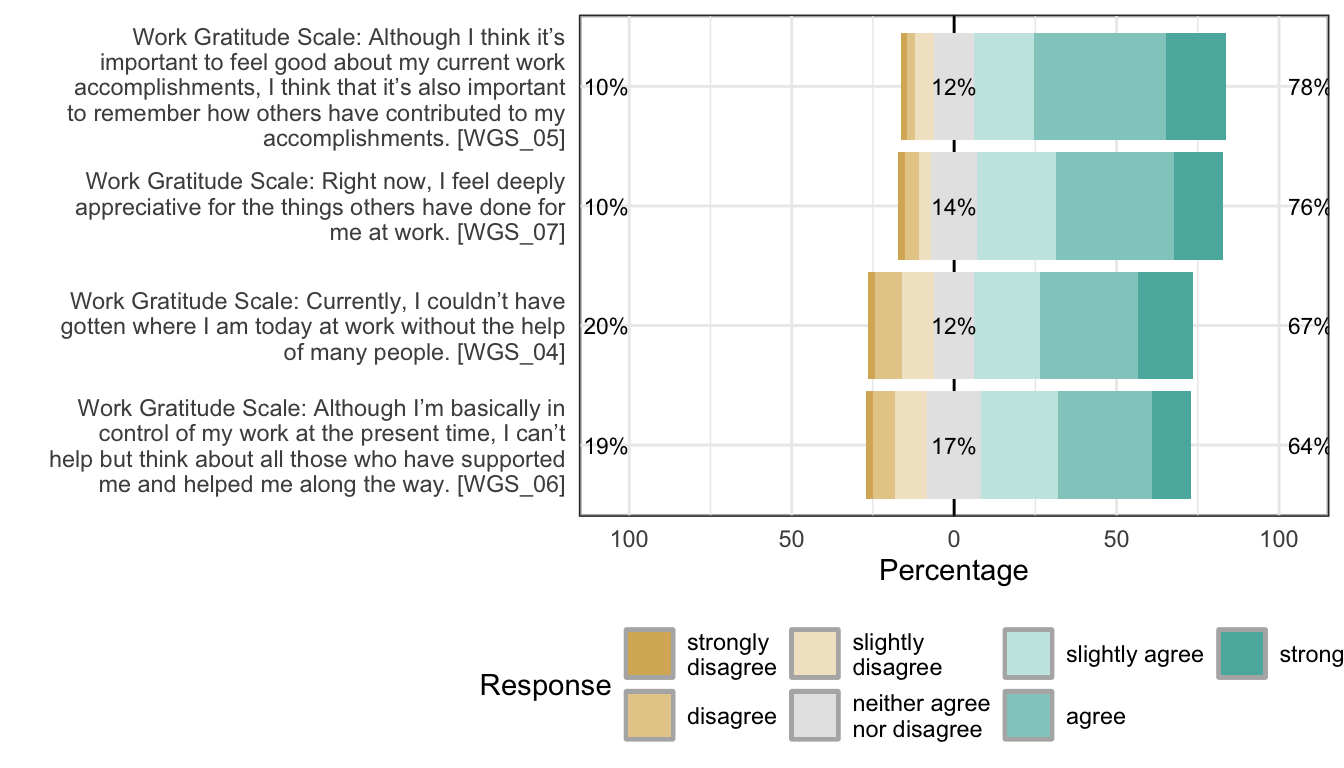 Work Gratitude Scale: Although I think it’s
important to feel good about my current work
accomplishments, I think that it’s also important
to remember how others have contributed to my
accomplishments. [WGS_05]
10%
12%
78%
Work Gratitude Scale: Right now, I feel deeply
appreciative for the things others have done for
me at work. [WGS_07]
10%
14%
76%
Work Gratitude Scale: Currently, I couldn’t have
gotten where I am today at work without the help
of many people. [WGS_04]
20%
12%
67%
Work Gratitude Scale: Although I’m basically in
control of my work at the present time, I can’t
help but think about all those who have supported
me and helped me along the way. [WGS_06]
19%
17%
64%
100 50 0 50 100
Percentage
Response
strongly
disagree
disagree
slightly
disagree
neither agree
nor disagree
slightly agree
agree
strong